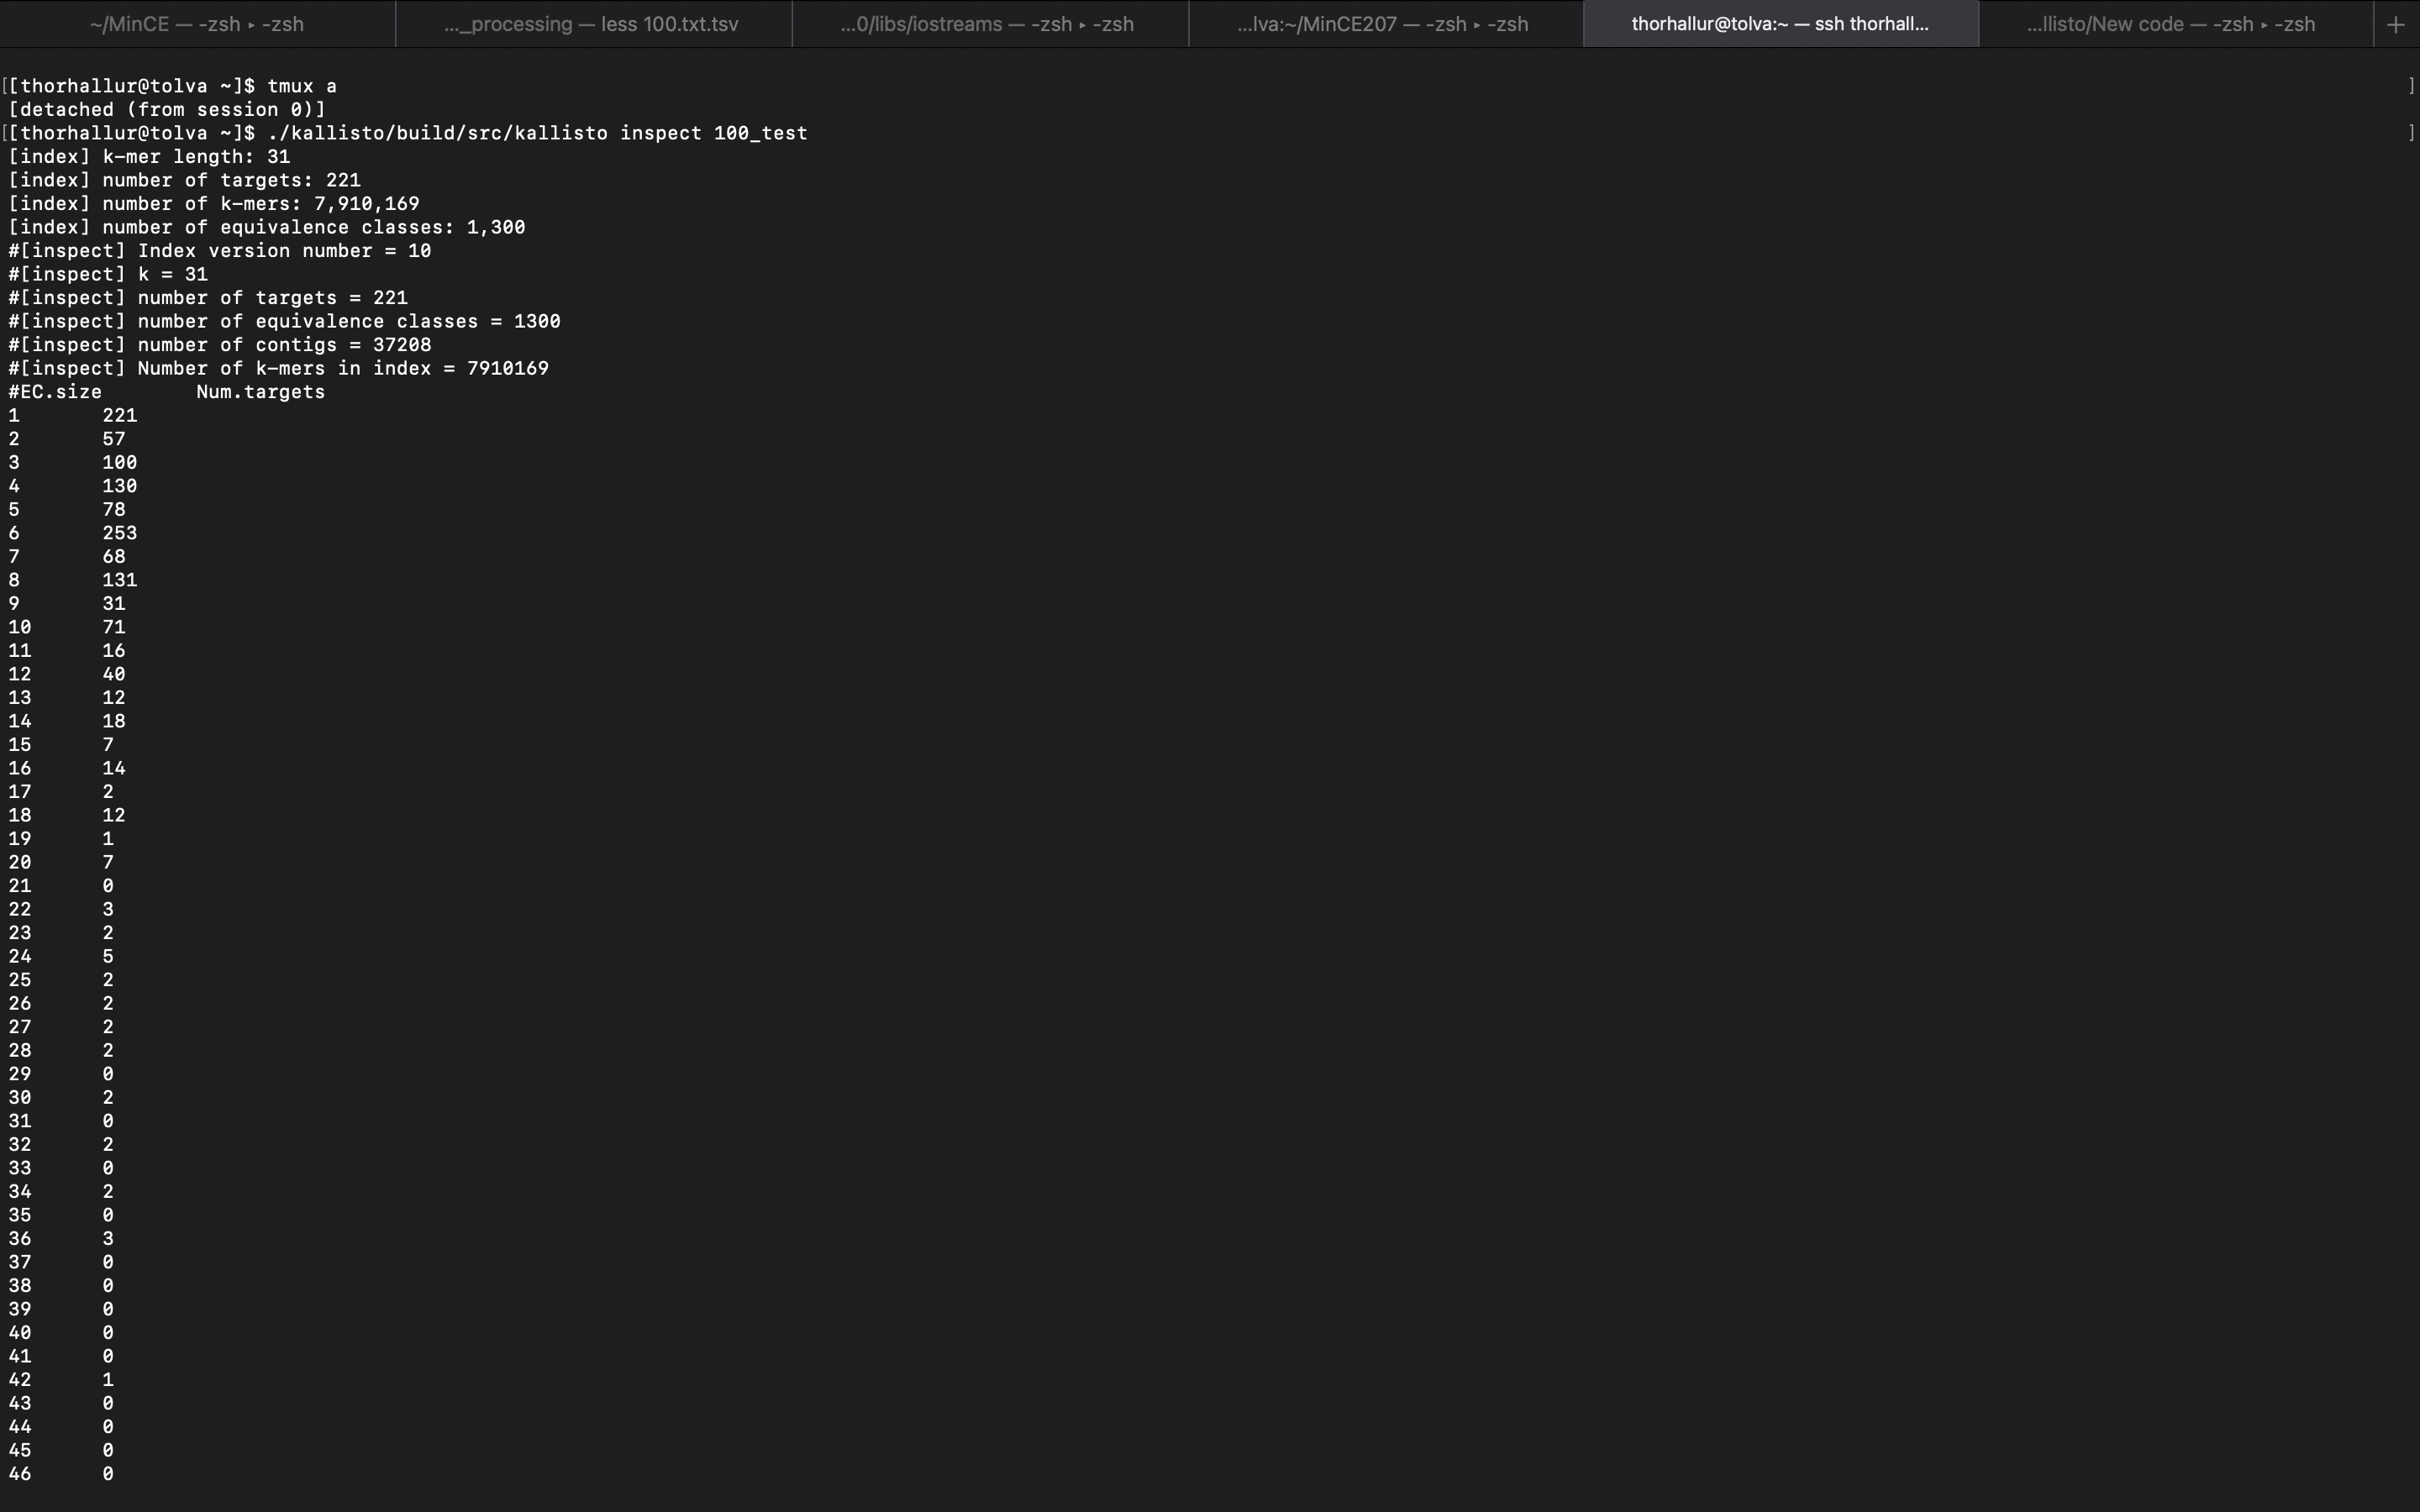 ~/MinCE — -zsh ▸ -zsh
..._processing — less 100.txt.tsv
...0/libs/iostreams — -zsh ▸ -zsh
...lva:~/MinCE207 — -zsh ▸ -zsh
thorhallur@tolva:~ — ssh thorhall...
...llisto/New code — -zsh ▸ -zsh
+
[[thorhallur@tolva ~]$ tmux a ]
[detached (from session 0)]
[[thorhallur@tolva ~]$ ./kallisto/build/src/kallisto inspect 100_test ]
[index] k-mer length: 31
[index] number of targets: 221
[index] number of k-mers: 7,910,169
[index] number of equivalence classes: 1,300
#[inspect] Index version number = 10
#[inspect] k = 31
#[inspect] number of targets = 221
#[inspect] number of equivalence classes = 1300
#[inspect] number of contigs = 37208
#[inspect] Number of k-mers in index = 7910169
#EC.size Num.targets
1 221
2 57
3 100
4 130
5 78
6 253
7 68
8 131
9 31
10 71
11 16
12 40
13 12
14 18
15 7
16 14
17 2
18 12
19 1
20 7
21 0
22 3
23 2
24 5
25 2
26 2
27 2
28 2
29 0
30 2
31 0
32 2
33 0
34 2
35 0
36 3
37 0
38 0
39 0
40 0
41 0
42 1
43 0
44 0
45 0
46 0